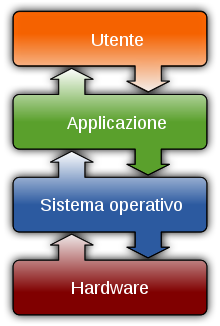 Utente
Applicazione
Sistema operativo
Hardware